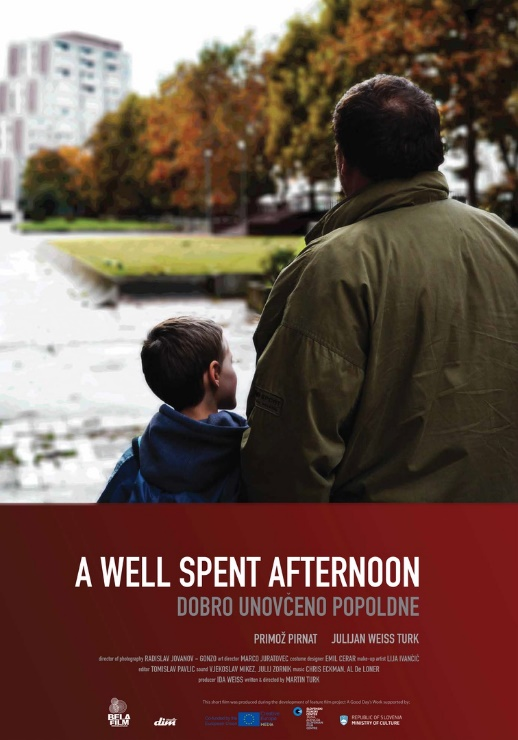 A WELL SPENT AFTERNOON
DOBRO UNOVČENO POPOLDNE
PRIMOŽ PIRNAT JULIJAN WEISS TURK
director of photography RADISLAV JOVANOV - GONZO art director MARCO JURATOVEC costume designer EMIL CERAR make-up artist LIJA IVANČIČ
editor TOMISLAV PAVLIC sound VJEKOSLAV MIKEZ, JULIJ ZORNIK music CHRIS ECKMAN, AL De LONER
producer IDA WEISS written & directed by MARTIN TURK
This short film was produced during the development of feature film project A Good Day's Work supported by:
BELA
FILM
dim
MEDIA
REPUBLIC OF SLOVENIA
MINISTRY OF CULTURE